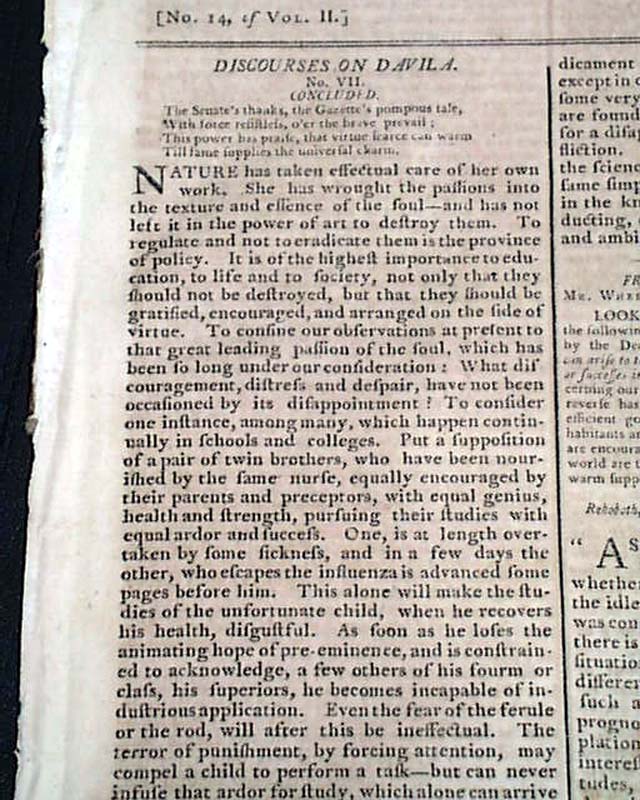 [No. 14, of Vol. II.]
DISCOURSES ON DAVILA.
No. VII.
CONCLUDED.
The Senate's thanks, the Gazette's pompous tale,
With force resistleſs, o'er the brave prevail;
This power has praiſe, that virtue ſcarce can warm
Till fame ſupplies the univerſal charm.
NATURE has taken effectual care of her own
work. She has wrought the paſſions into
the texture and eſſence of the ſoul—and has not
left it in the power of art to deſtroy them. To
regulate and not to eradicate them is the province
of policy. It is of the higheſt importance to edu-
cation, to life and to ſociety, not only that they
ſhould not be deſtroyed, but that they ſhould be
gratified, encouraged, and arranged on the ſide of
virtue. To confine our obſervations at preſent to
that great leading paſſion of the ſoul, which has
been ſo long under our conſideration: What diſ
couragement, diſtreſs and deſpair, have not been
occaſioned by its diſappointment? To conſider
one inſtance, among many, which happen contin-
ually in ſchools and colleges. Put a ſuppoſition
of a pair of twin brothers, who have been nour-
iſhed by the ſame nurſe, equally encouraged by
their parents and preceptors, with equal genius,
health and ſtrength, purſuing their ſtudies with
equal ardor and ſucceſs. One, is at length over-
taken by ſome ſickneſs, and in a few days the
other, who eſcapes the influenza is advanced ſome
pages before him. This alone will make the ſtu-
dies of the unfortunate child, when he recovers
his health, diſguſtful. As ſoon as he loſes the
animating hope of pre-eminence, and is conſtrain-
ed to acknowledge, a few others of his fourm or
claſs, his ſuperiors, he becomes incapable of in-
duſtrious application. Even the fear of the ferule
or the rod, will after this be ineffectual. The
terror of puniſhment, by forcing attention, may
compel a child to perform a taſk—but can never
infuſe that ardor for ſtudy, which alone can arrive
dicament
except in c
ſome very
are found
for a diſap
fliction.
the ſcienc
ſame ſimp
in the kn
ducting,
and ambi
FR
Mr. Whe
LOOK
the followin
by the De
can ariſe to t
or ſucceſſes in
cerning our
reverſe has
efficient go
habitants ar
are encoura
world are t
warm ſupp
Rehoboth,
" AS
whethe
the idle
was con
there is
ſituatio
differen
ſuch a
progno
plation
intereſ
tudes,